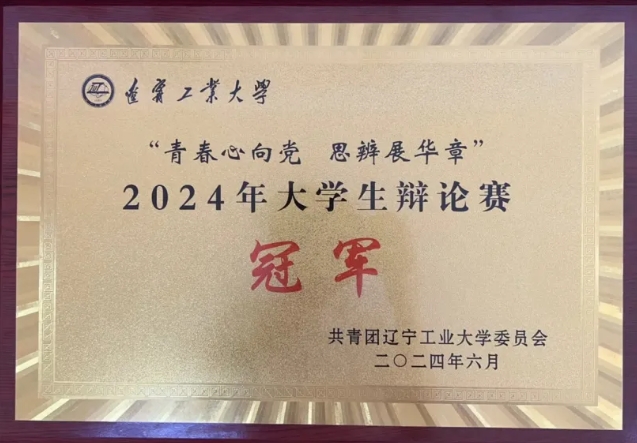 遼寧工業大學
“青春心向党 思辨展华章”
2024年大学生辩论赛
冠军
共青团辽宁工业大学委员会
二〇二四年六月